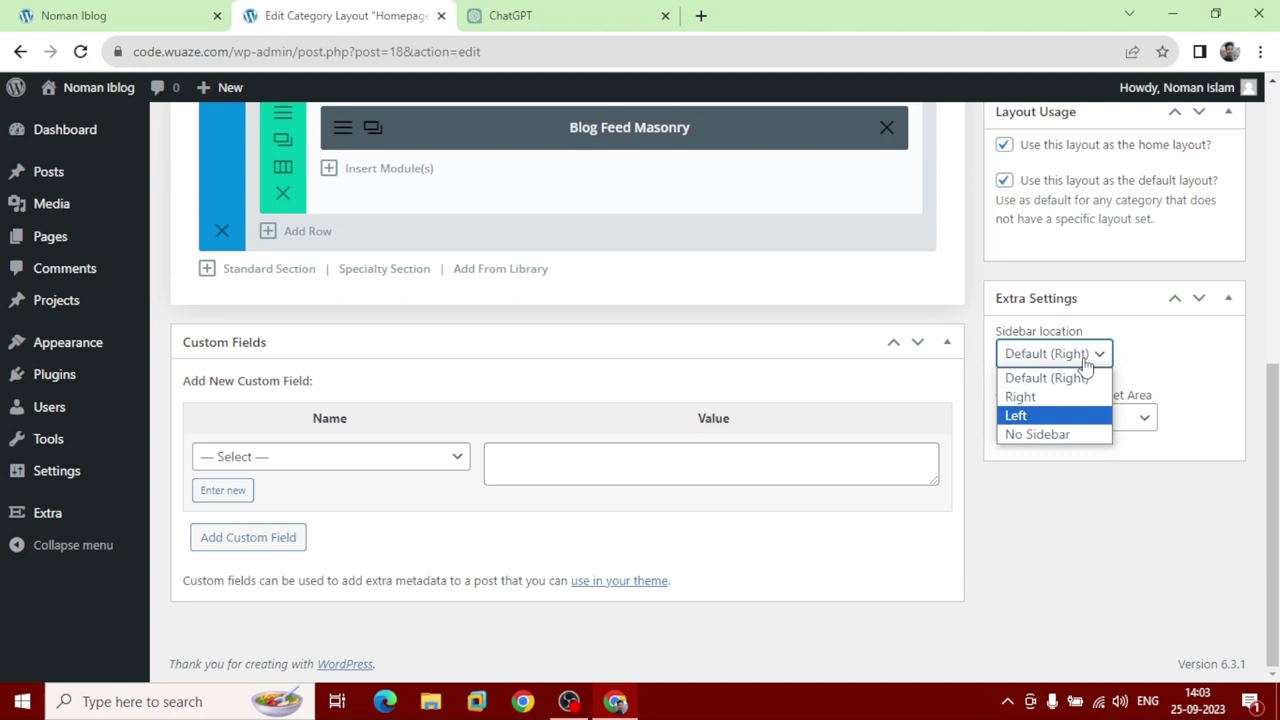 Noman Iblog
Edit Category Layout "Homepage
ChatGPT
code.wuaze.com/wp-admin/post.php?post=18&action=edit
Noman Iblog
0
New
Howdy, Noman Islam
Dashboard
Posts
Media
Pages
Comments
Projects
Appearance
Plugins
Users
Tools
Settings
Extra
Collapse menu
Blog Feed Masonry
Insert Module(s)
Add Row
Standard Section | Specialty Section | Add From Library
Layout Usage
Use this layout as the home layout?
Use this layout as the default layout?
Use as default for any category that does
not have a specific layout set.
Extra Settings
Sidebar location
Default (Right)
Default (Right)
Right
Left
No Sidebar
et Area
Custom Fields
Add New Custom Field:
Name
Value
— Select —
Enter new
Add Custom Field
Custom fields can be used to add extra metadata to a post that you can use in your theme.
Thank you for creating with WordPress.
Version 6.3.1
Type here to search
ENG
14:03
25-09-2023
1